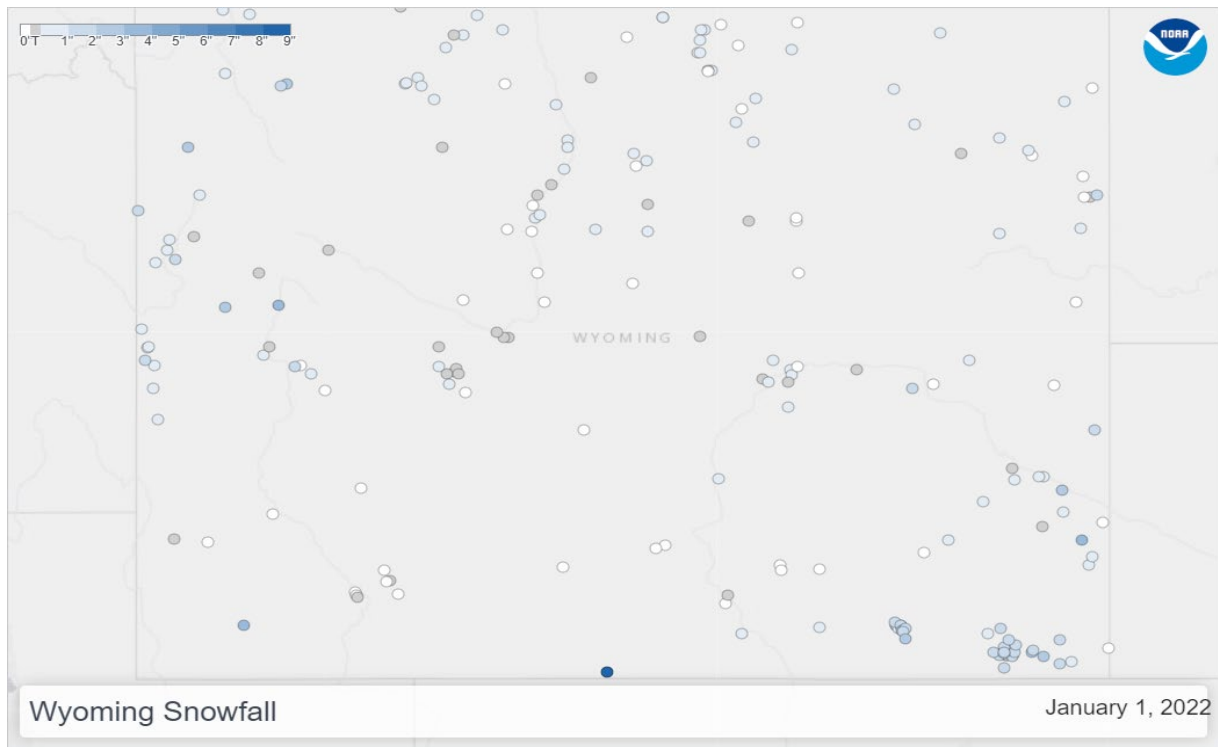 0"T 1" 2" 3" 4" 5" 6" 7" 8" 9"
NOAA
WYOMING
Wyoming Snowfall
January 1, 2022